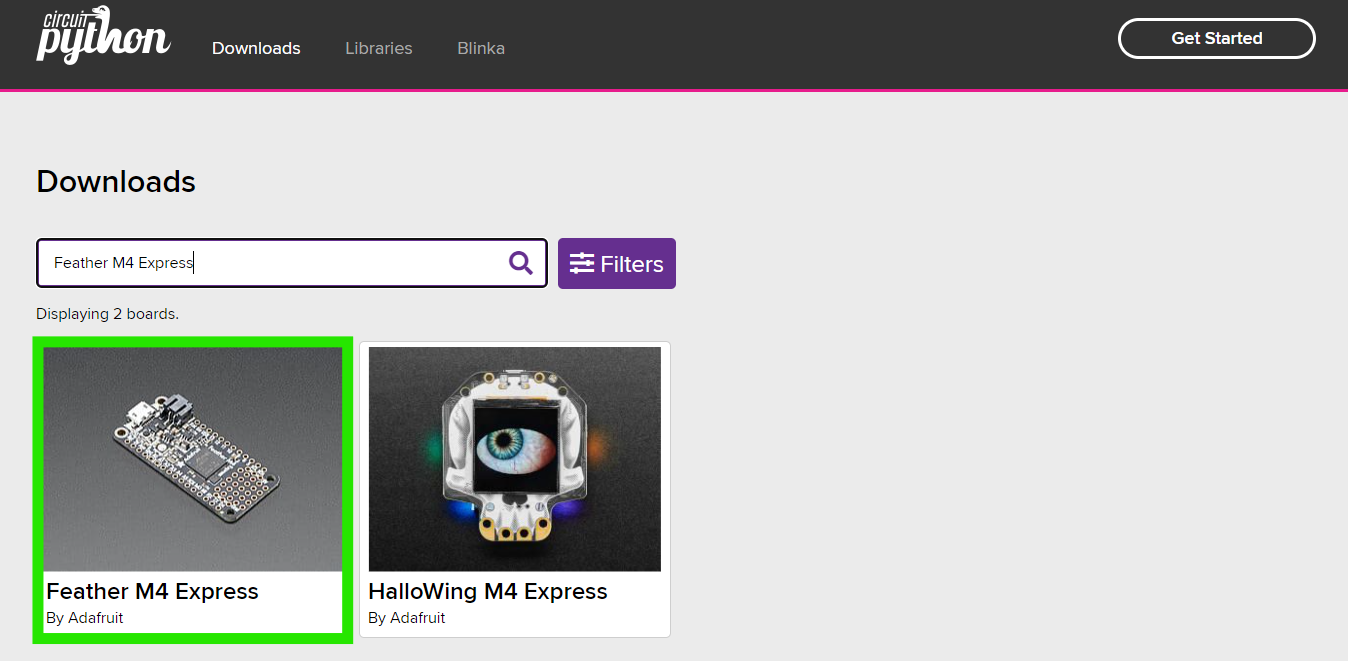 circuit
python
Downloads Libraries Blinka Get Started
Downloads
Feather M4 Express Filters
Displaying 2 boards.
Feather M4 Express
By Adafruit
HalloWing M4 Express
By Adafruit